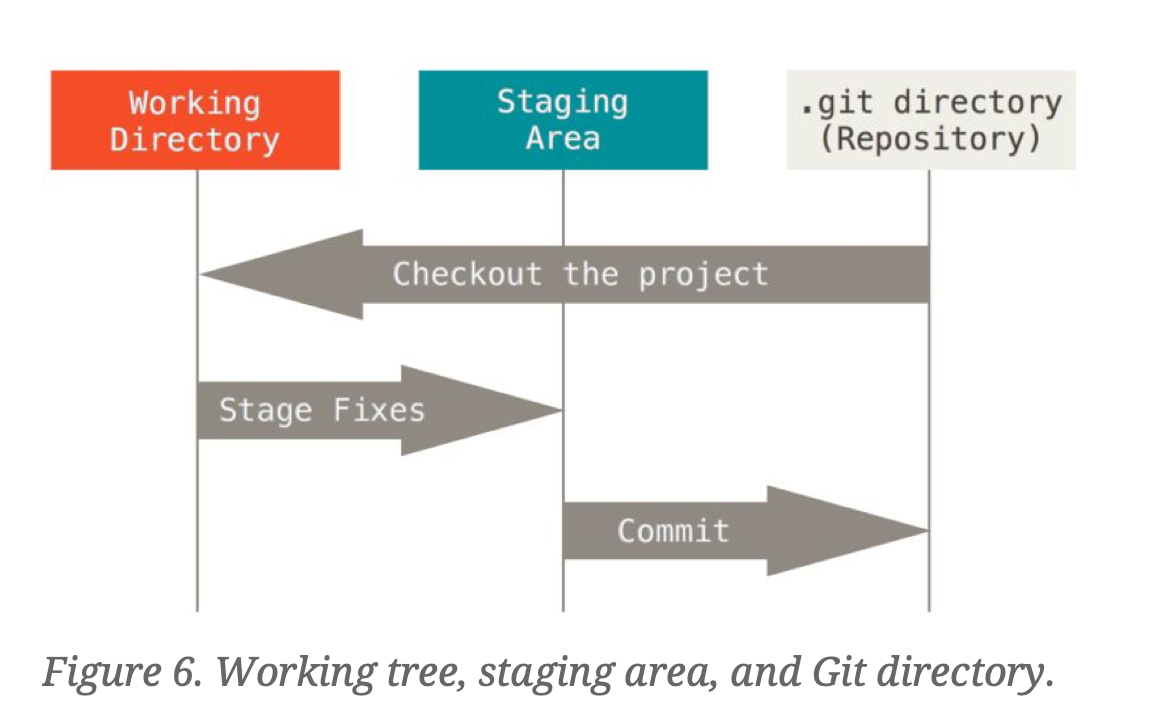 Working
Directory
Staging
Area
.git directory
(Repository)
Checkout the project
Stage Fixes
Commit
Figure 6. Working tree, staging area, and Git directory.